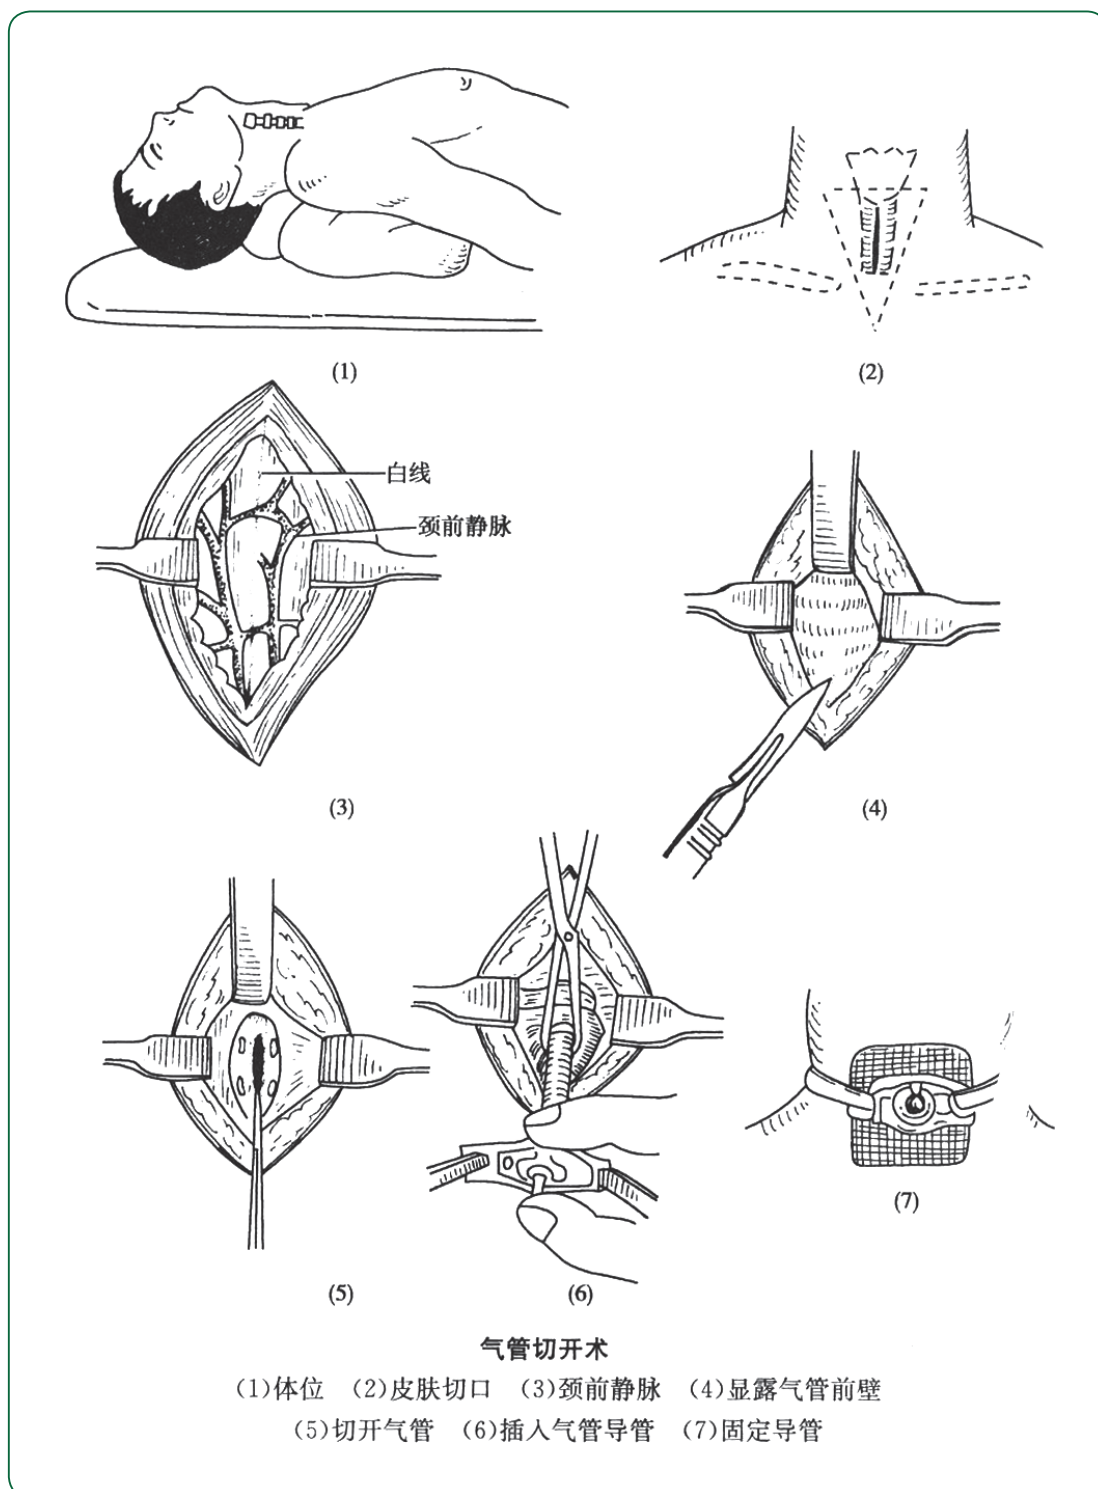 (1)
(2)
白线
颈前静脉
(3)
(4)
(5)
(6)
(7)
气管切开术
(1)体位 (2)皮肤切口 (3)颈前静脉 (4)显露气管前壁
(5)切开气管 (6)插入气管导管 (7)固定导管